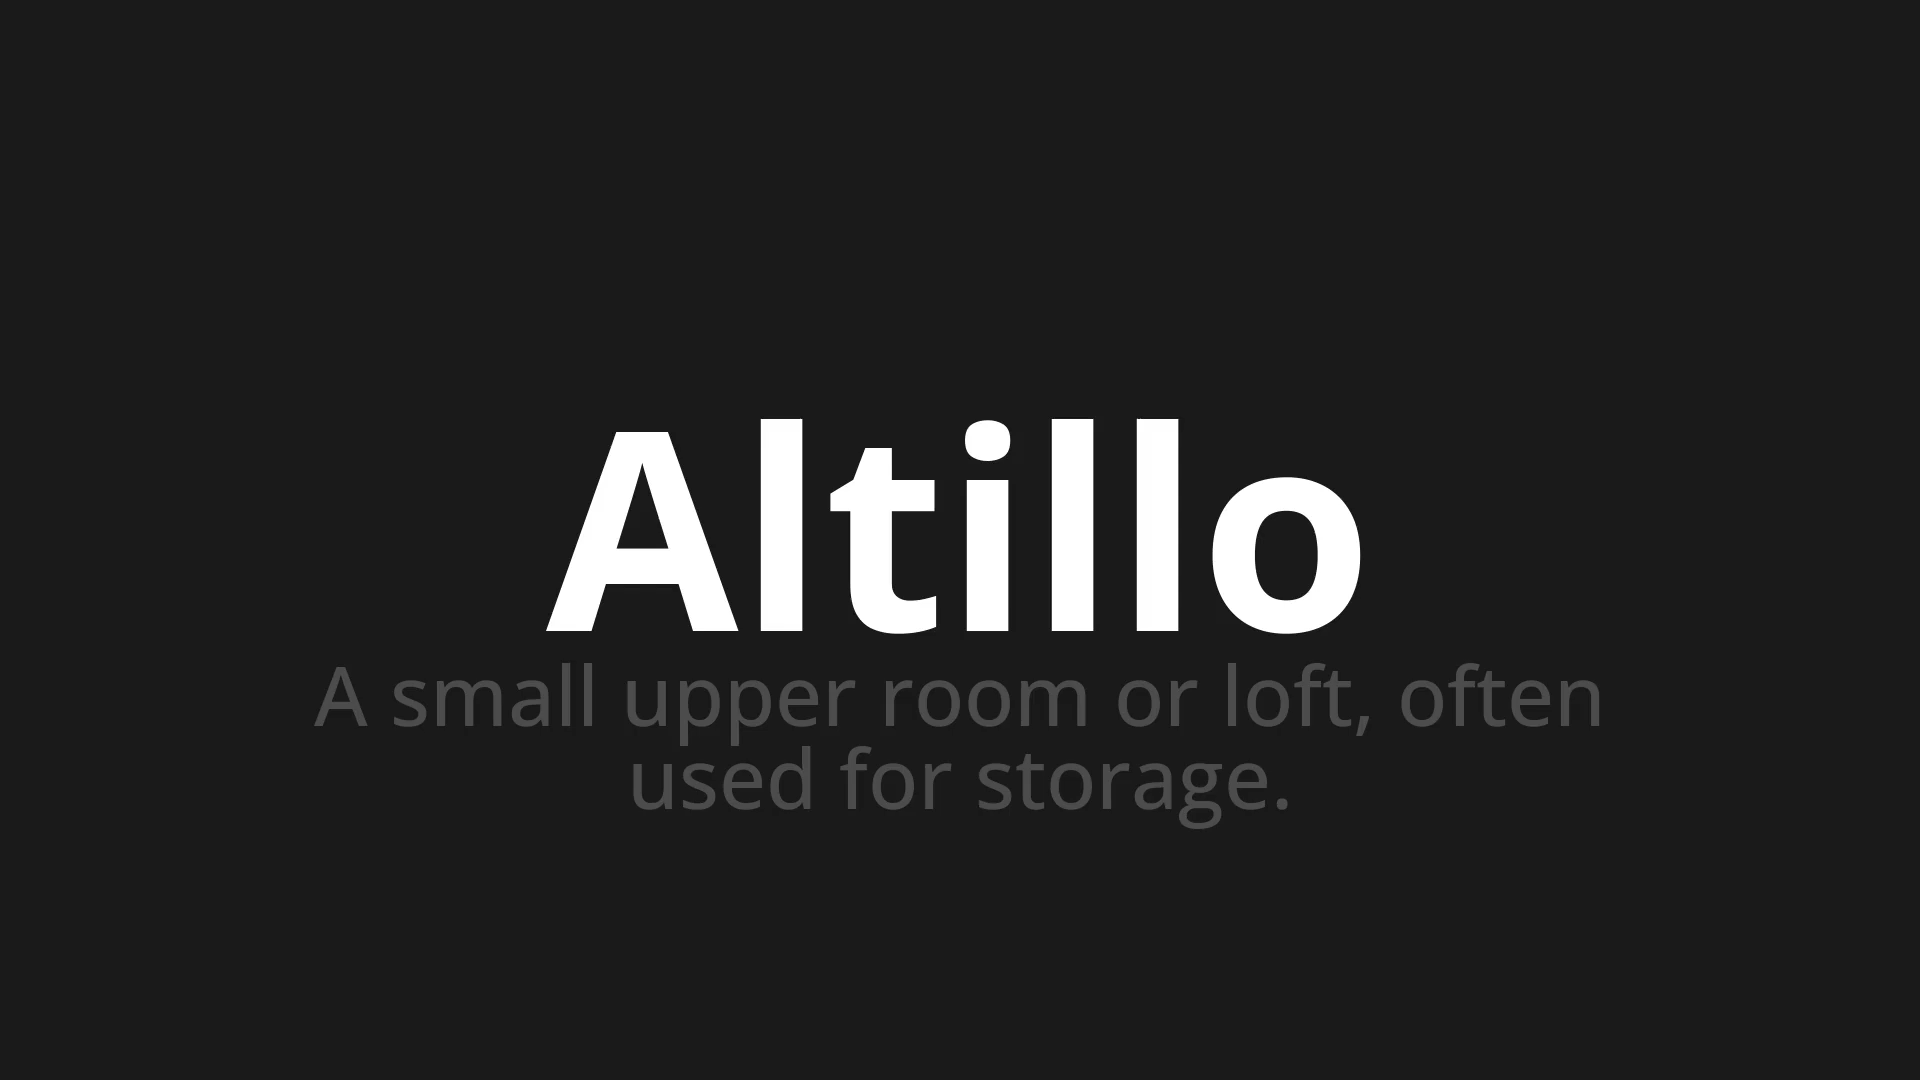 Altillo
A small upper room or loft, often
used for storage.